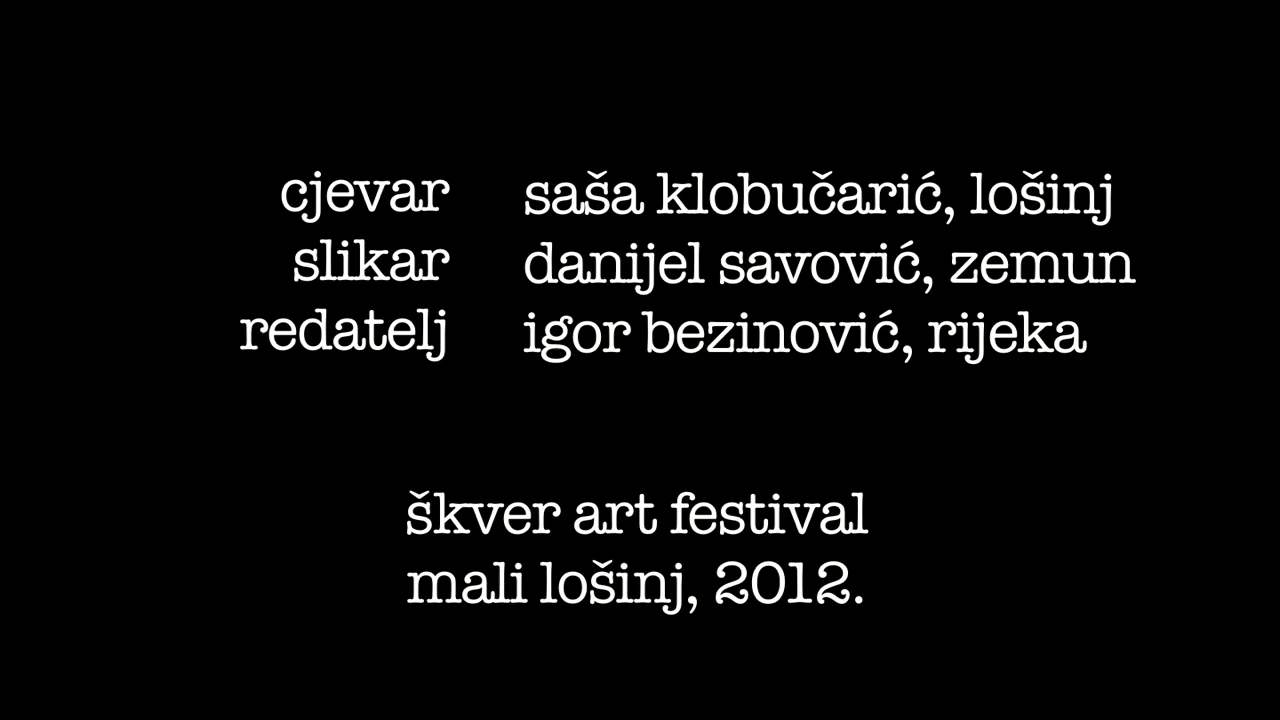 cjevar saša klobučarić, lošinj
slikar danijel savović, zemun
redatelj igor bezinović, rijeka
škver art festival
mali lošinj, 2012.